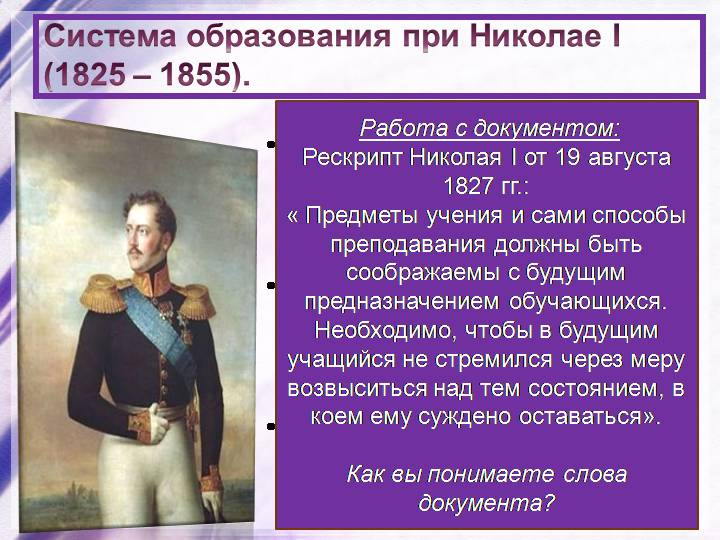 Система образования при Николае I
(1825 – 1855).
Работа с документом:
Рескрипт Николая I от 19 августа
1827 гг.:
« Предметы учения и сами способы
преподавания должны быть
соображаемы с будущим
предназначением обучающихся.
Необходимо, чтобы в будущим
учащийся не стремился через меру
возвыситься над тем состоянием, в
коем ему суждено оставаться».
Как вы понимаете слова
документа?